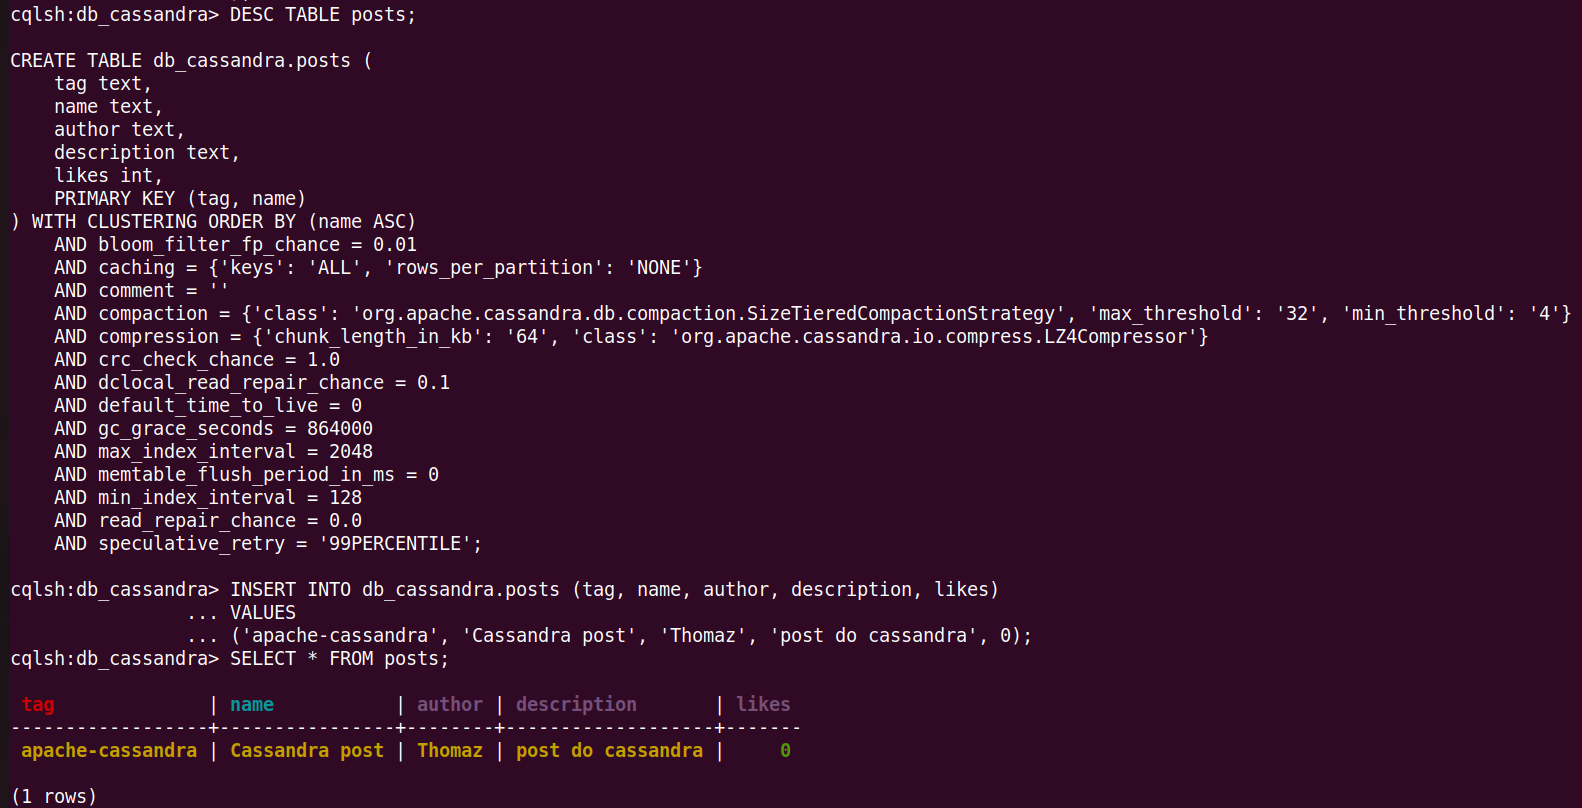 cqlsh:db_cassandra> DESC TABLE posts;

CREATE TABLE db_cassandra.posts (
    tag text,
    name text,
    author text,
    description text,
    likes int,
    PRIMARY KEY (tag, name)
) WITH CLUSTERING ORDER BY (name ASC)
    AND bloom_filter_fp_chance = 0.01
    AND caching = {'keys': 'ALL', 'rows_per_partition': 'NONE'}
    AND comment = ''
    AND compaction = {'class': 'org.apache.cassandra.db.compaction.SizeTieredCompactionStrategy', 'max_threshold': '32', 'min_threshold': '4'}
    AND compression = {'chunk_length_in_kb': '64', 'class': 'org.apache.cassandra.io.compress.LZ4Compressor'}
    AND crc_check_chance = 1.0
    AND dclocal_read_repair_chance = 0.1
    AND default_time_to_live = 0
    AND gc_grace_seconds = 864000
    AND max_index_interval = 2048
    AND memtable_flush_period_in_ms = 0
    AND min_index_interval = 128
    AND read_repair_chance = 0.0
    AND speculative_retry = '99PERCENTILE';

cqlsh:db_cassandra> INSERT INTO db_cassandra.posts (tag, name, author, description, likes)
                ... VALUES
                ... ('apache-cassandra', 'Cassandra post', 'Thomaz', 'post do cassandra', 0);
cqlsh:db_cassandra> SELECT * FROM posts;

 tag              | name           | author | description       | likes
------------------+----------------+--------+-------------------+-------
 apache-cassandra | Cassandra post | Thomaz | post do cassandra |     0

(1 rows)